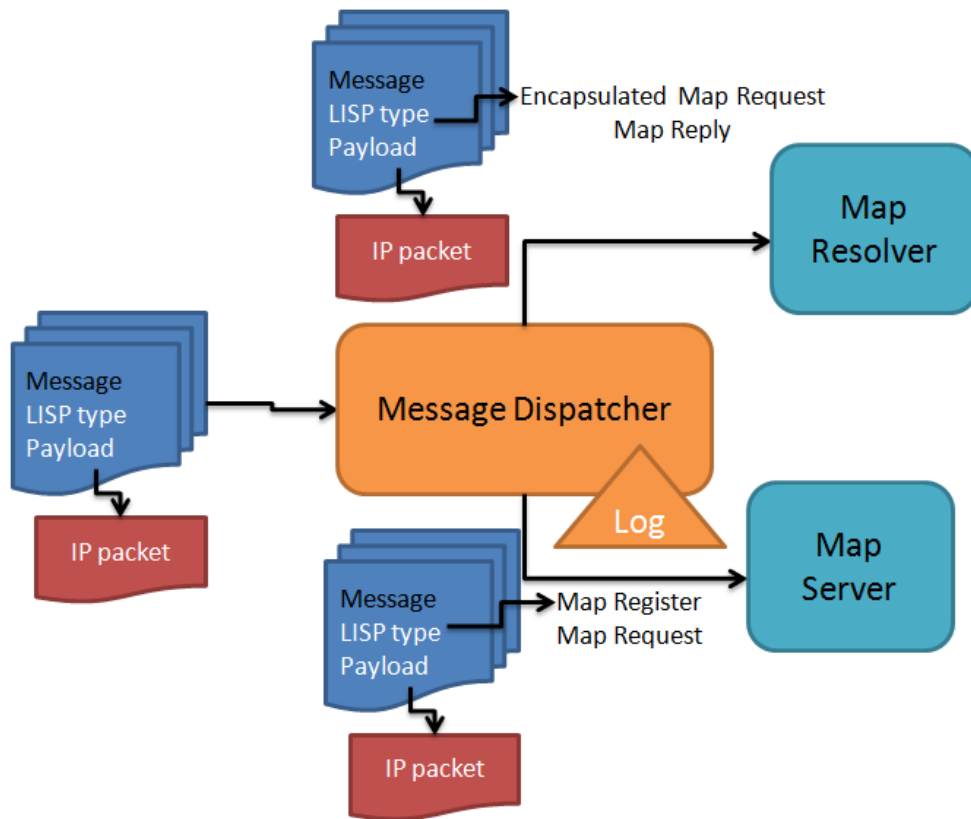 Message
LISP type
Payload
Encapsulated Map Request
Map Reply
IP packet
Map
Resolver
Message
LISP type
Payload
IP packet
Message Dispatcher
Log
Map
Server
Message
LISP type
Payload
Map Register
Map Request
IP packet